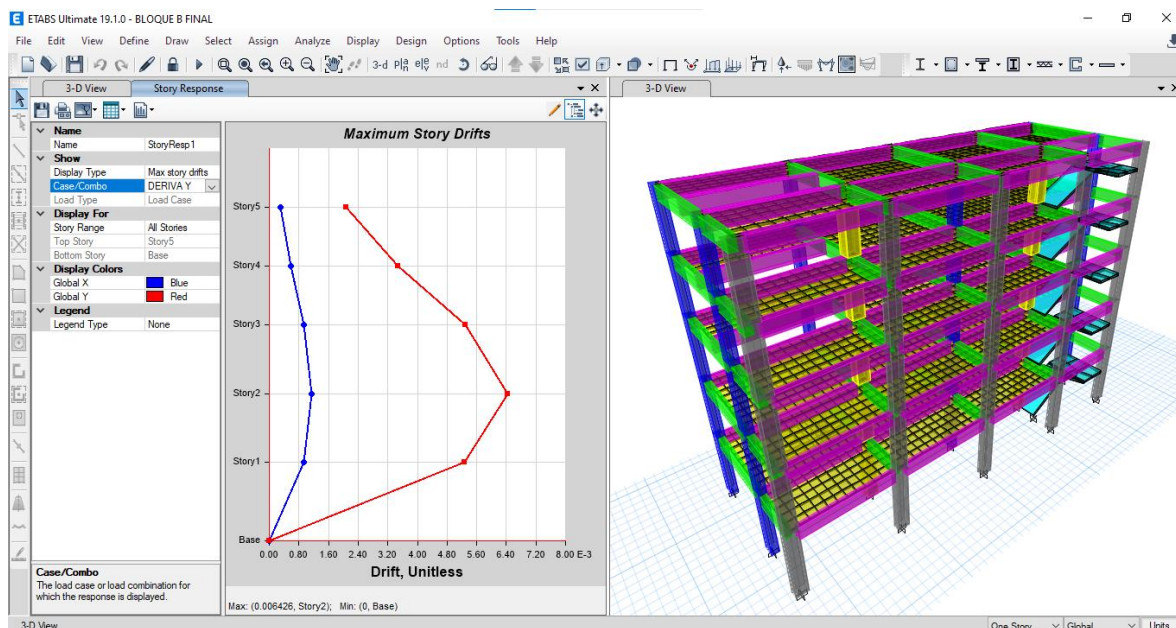 ETABS Ultimate 19.1.0 - BLOQUE B FINAL
File Edit View Define Draw Select Assign Analyze Display Design Options Tools Help
3-d
nd
3-D View
Story Response
3-D View
Name
Name StoryResp1
Show
Display Type Max story drifts
Case/Combo DERIVA Y
Load Type Load Case
Display For
Story Range All Stories
Top Story Story5
Bottom Story Base
Display Colors
Global X Blue
Global Y Red
Legend
Legend Type None
Case/Combo
The load case or load combination for
which the response is displayed.
Maximum Story Drifts
Story5
Story4
Story3
Story2
Story1
Base
0.00 0.80 1.60 2.40 3.20 4.00 4.80 5.60 6.40 7.20 8.00 E-3
Drift, Unitless
Max: (0.006426, Story2); Min: (0, Base)
3-D View
One Story Global Units